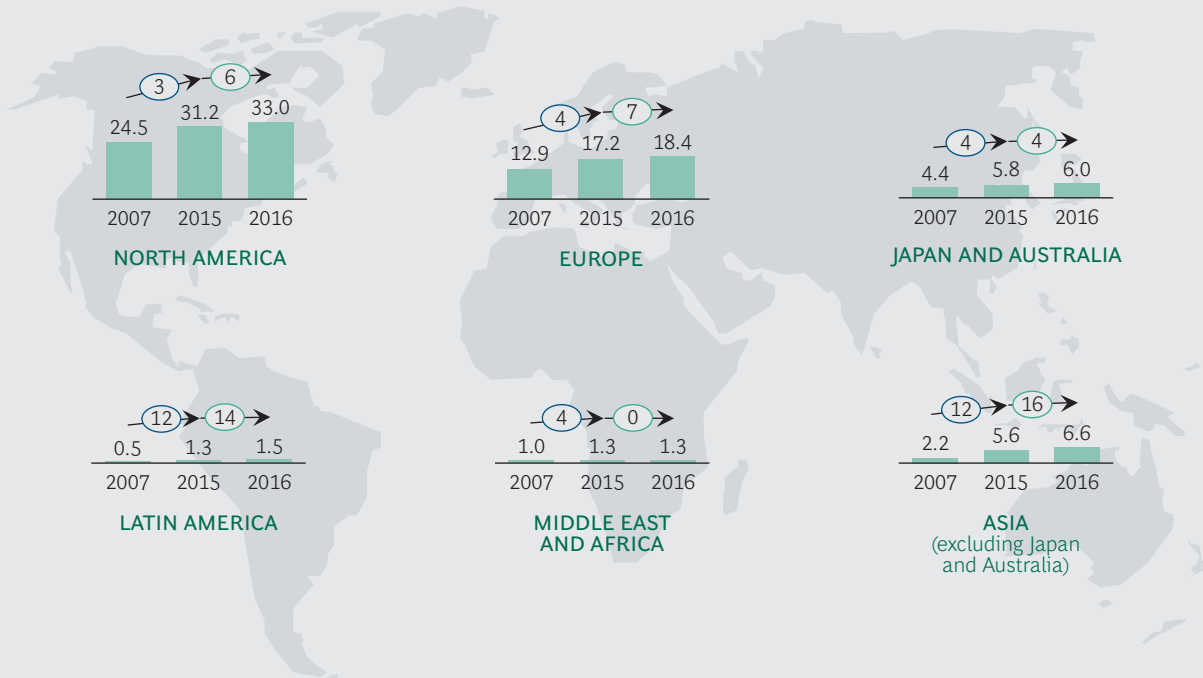 3 6
24.5 31.2 33.0
2007 2015 2016
NORTH AMERICA
4 7
12.9 17.2 18.4
2007 2015 2016
EUROPE
4 4
4.4 5.8 6.0
2007 2015 2016
JAPAN AND AUSTRALIA
12 14
0.5 1.3 1.5
2007 2015 2016
LATIN AMERICA
4 0
1.0 1.3 1.3
2007 2015 2016
MIDDLE EAST
AND AFRICA
12 16
2.2 5.6 6.6
2007 2015 2016
ASIA
(excluding Japan
and Australia)